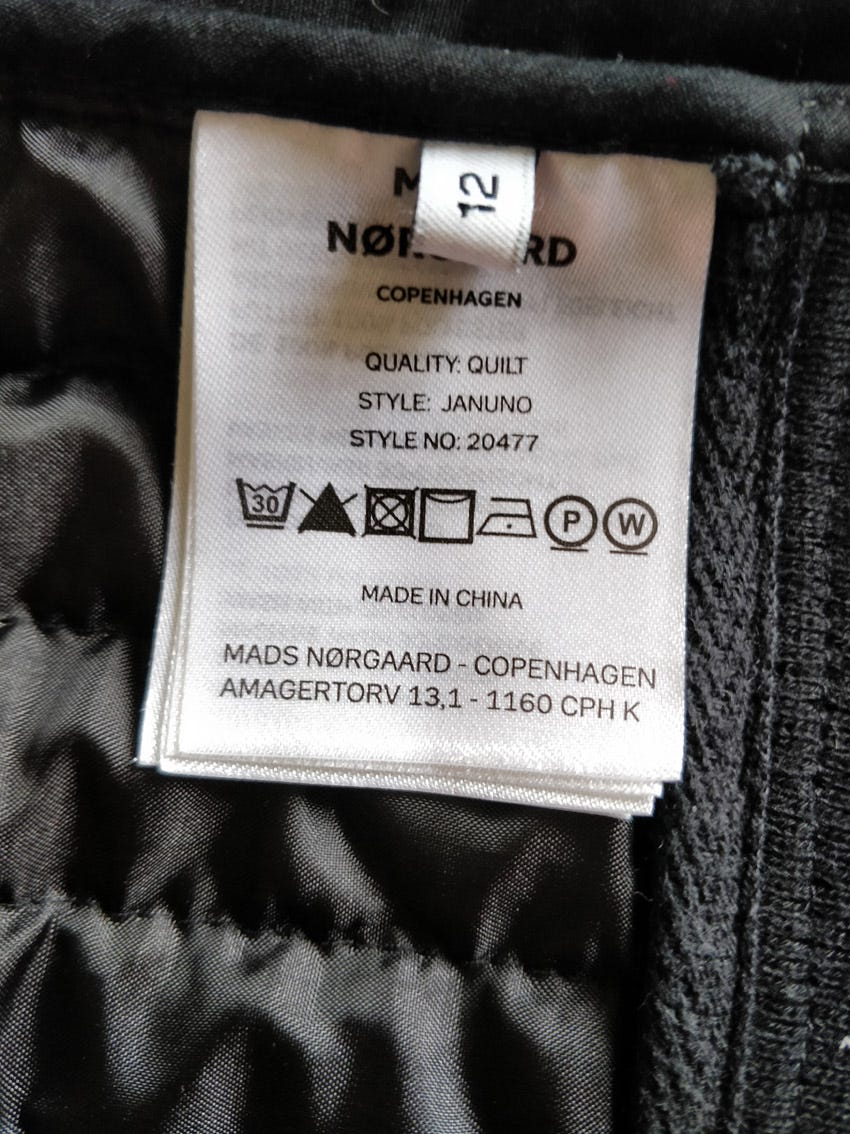 12
COPENHAGEN
QUALITY: QUILT
STYLE: JANUNO
STYLE NO: 20477
30 P W
MADE IN CHINA
MADS NØRGAARD - COPENHAGEN
AMAGERTORV 13,1 - 1160 CPH K